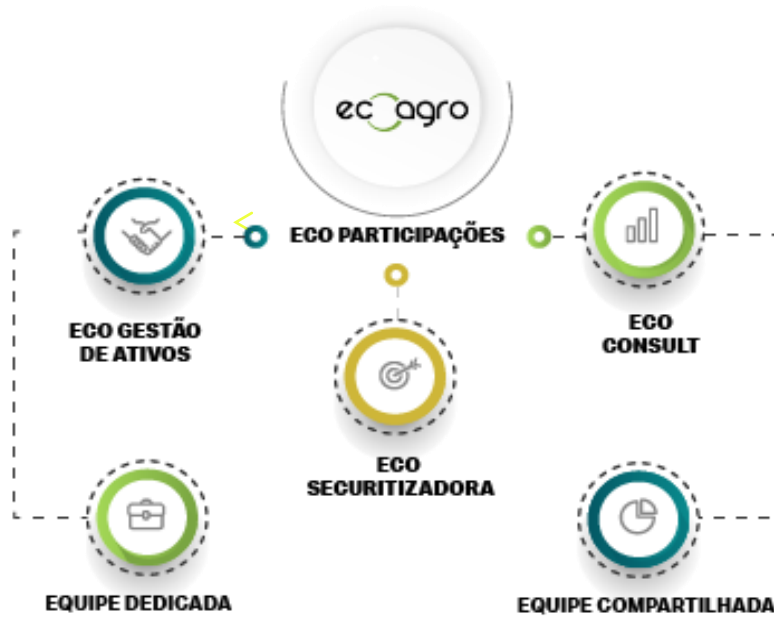 ecoagro
ECO PARTICIPAÇÕES
ECO GESTÃO
DE ATIVOS
ECO
CONSULT
ECO
SECURITIZADORA
EQUIPE DEDICADA
EQUIPE COMPARTILHADA